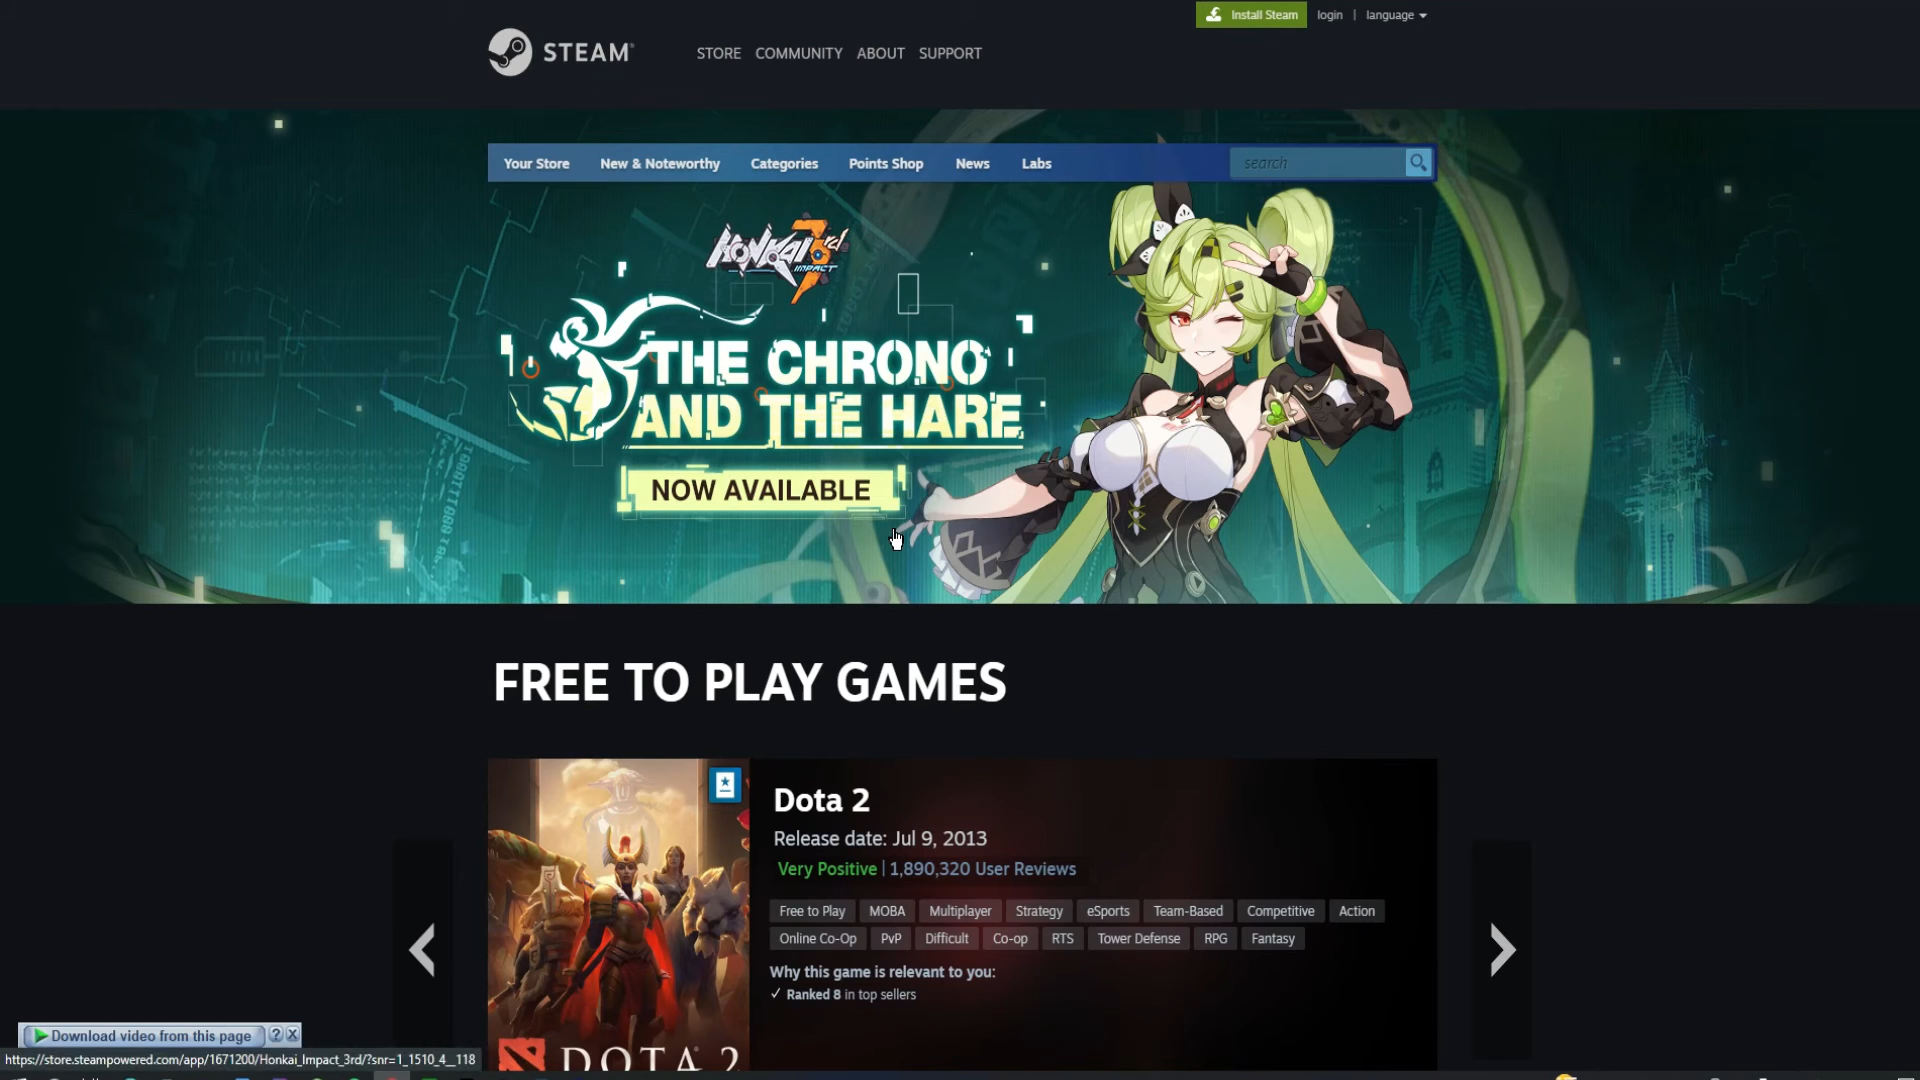 Install Steam login | language
STEAM® STORE COMMUNITY ABOUT SUPPORT
Your Store New & Noteworthy Categories Points Shop News Labs search
HONKAI 3rd
IMPACT
THE CHRONO
AND THE HARE
NOW AVAILABLE
FREE TO PLAY GAMES
Dota 2
Release date: Jul 9, 2013
Very Positive | 1,890,320 User Reviews
Free to Play MOBA Multiplayer Strategy eSports Team-Based Competitive Action
Online Co-Op PvP Difficult Co-op RTS Tower Defense RPG Fantasy
Why this game is relevant to you:
✓ Ranked 8 in top sellers
DOTA 2
Download video from this page ? X
https://store.steampowered.com/app/1671200/Honkai_Impact_3rd/?snr=1_1510_4__118